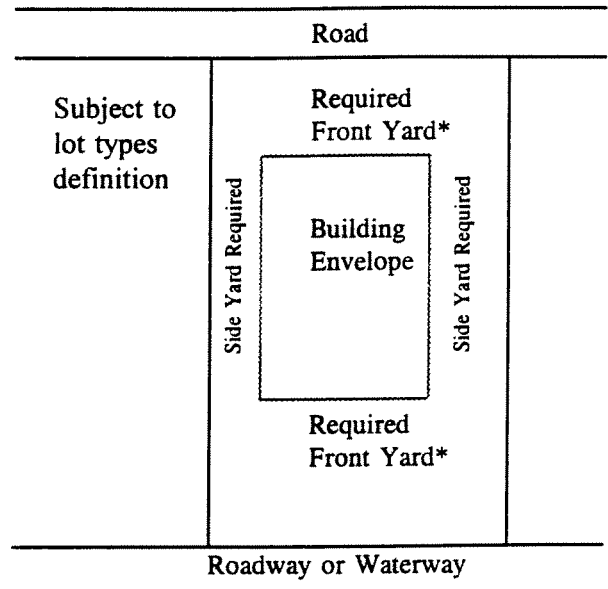 Road
Subject to
lot types
definition
Required
Front Yard*
Side Yard Required
Building
Envelope
Side Yard Required
Required
Front Yard*
Roadway or Waterway